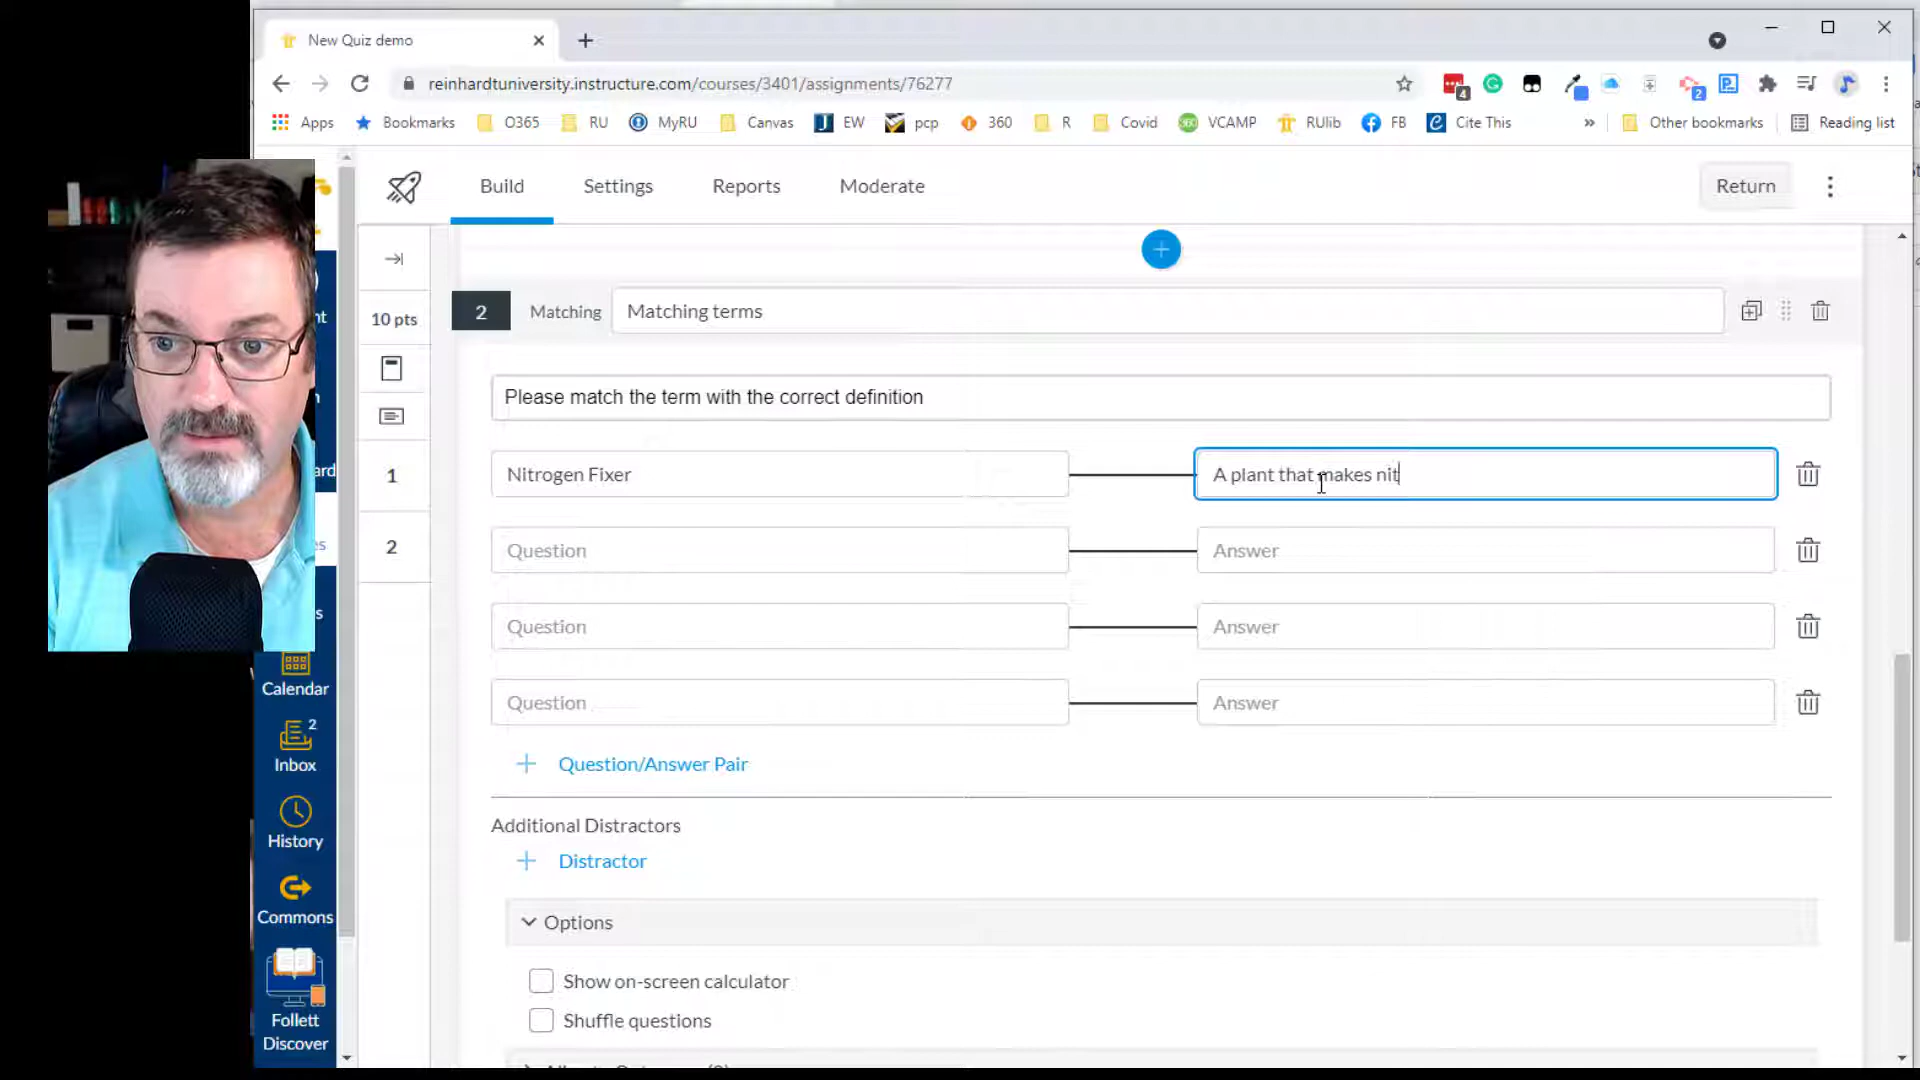 New Quiz demo
reinhardtuniversity.instructure.com/courses/3401/assignments/76277
4
2
Apps Bookmarks O365 RU MyRU Canvas EW pcp 360 R Covid VCAMP RUlib FB Cite This » Other bookmarks Reading list
Build Settings Reports Moderate Return
10 pts
2 Matching Matching terms
Please match the term with the correct definition
1 Nitrogen Fixer A plant that makes nit
2 Question Answer
Question Answer
Question Answer
Question/Answer Pair
Additional Distractors
Distractor
Options
Show on-screen calculator
Shuffle questions
Calendar
2
Inbox
History
Commons
Follett
Discover